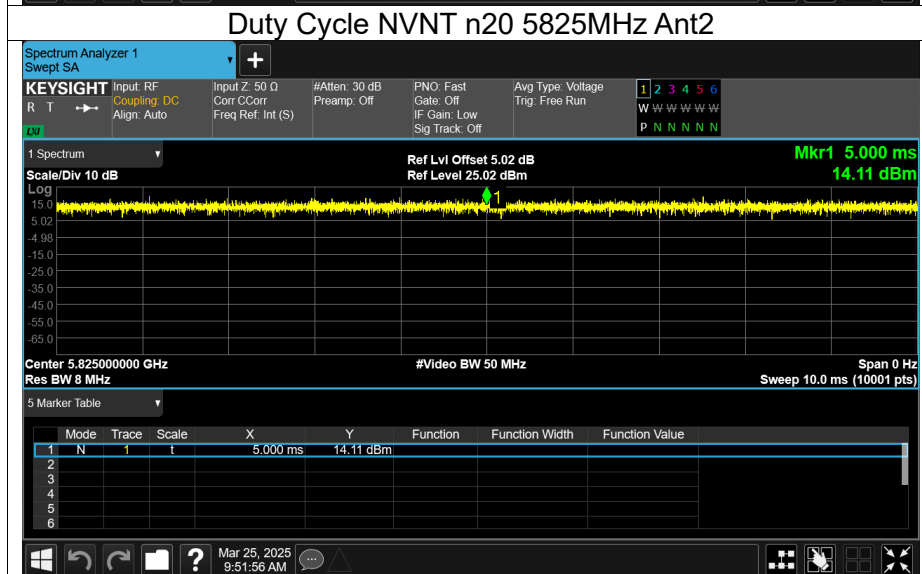 Duty Cycle NVNT n20 5825MHz Ant2
Spectrum Analyzer 1
Swept SA
KEYSIGHT
R T
LXI
Input: RF
Coupling: DC
Align: Auto
Input Z: 50 Ω
Corr CCorr
Freq Ref: Int (S)
#Atten: 30 dB
Preamp: Off
PNO: Fast
Gate: Off
IF Gain: Low
Sig Track: Off
Avg Type: Voltage
Trig: Free Run
1 2 3 4 5 6
W W W W W W
P N N N N N
1 Spectrum
Scale/Div 10 dB
Ref Lvl Offset 5.02 dB
Ref Level 25.02 dBm
Mkr1 5.000 ms
14.11 dBm
Log
15.0
5.02
-4.98
-15.0
-25.0
-35.0
-45.0
-55.0
-65.0
1
Center 5.825000000 GHz
#Video BW 50 MHz
Span 0 Hz
Res BW 8 MHz
Sweep 10.0 ms (10001 pts)
5 Marker Table
Mode Trace Scale X Y Function Function Width Function Value
1 N 1 t 5.000 ms 14.11 dBm
2
3
4
5
6
?
Mar 25, 2025
9:51:56 AM